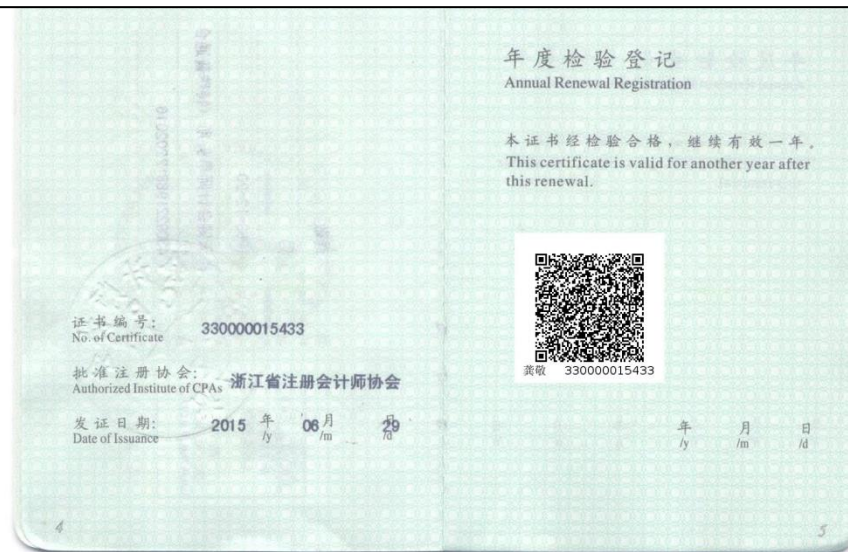 证书编号: 330000015433
No. of Certificate
批准注册协会: 浙江省注册会计师协会
Authorized Institute of CPAs
发证日期: 2015 年 06 月 29 日
Date of Issuance /y /m /d
4
年度检验登记
Annual Renewal Registration
本证书经检验合格，继续有效一年。
This certificate is valid for another year after
this renewal.
龚敬 330000015433
年 月 日
/y /m /d
5